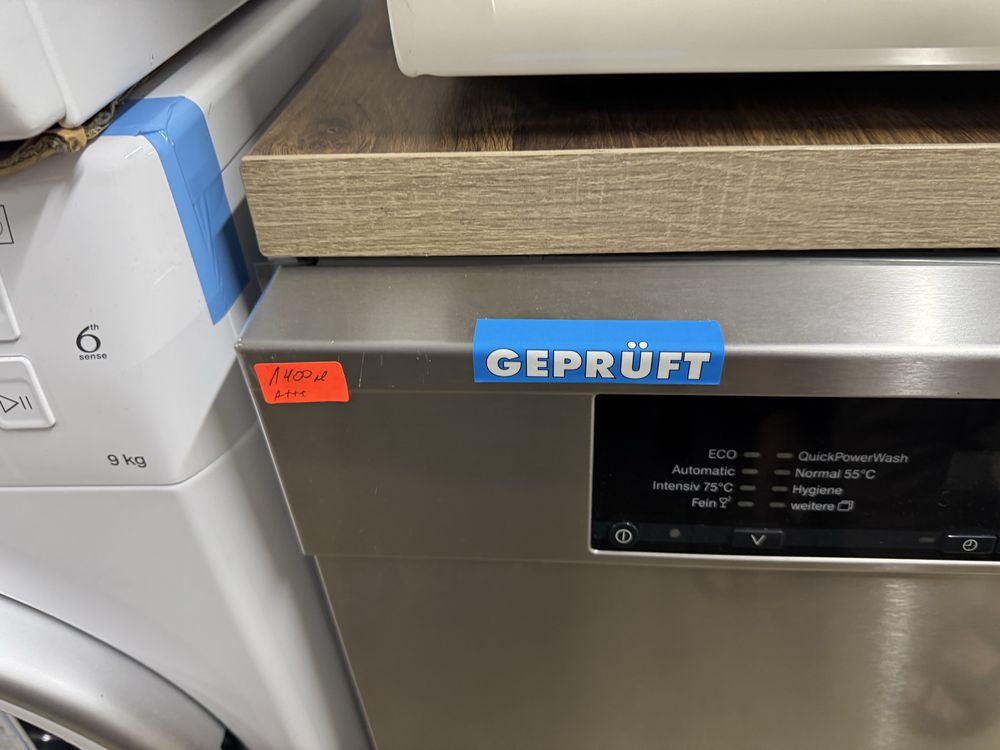 6th
sense
9 kg
1400
A+++
GEPRÜFT
ECO
Automatic
Intensiv 75°C
Fein
QuickPowerWash
Normal 55°C
Hygiene
weitere